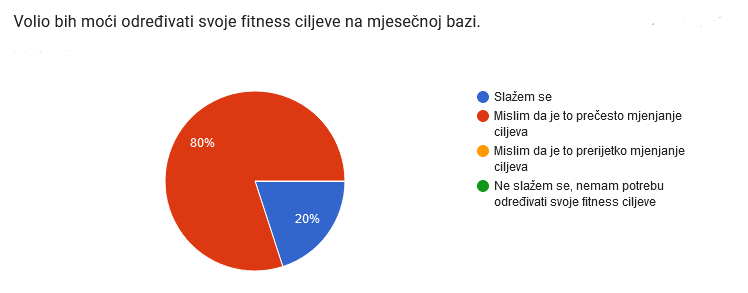 Volio bih moći određivati svoje fitness ciljeve na mjesečnoj bazi.
80%
20%
Slažem se
Mislim da je to prečesto mjenjanje
ciljeva
Mislim da je to prerijetko mjenjanje
ciljeva
Ne slažem se, nemam potrebu
određivati svoje fitness ciljeve